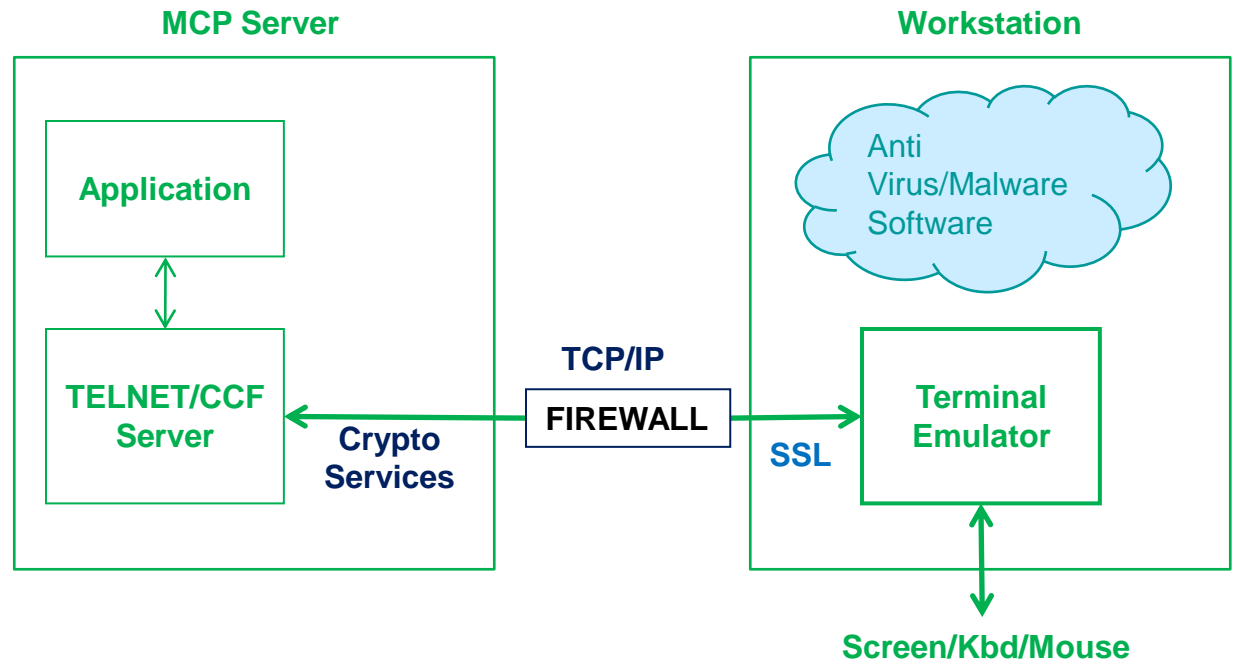 MCP Server
Workstation
Application
Anti
Virus/Malware
Software
TELNET/CCF
Server
Crypto
Services
TCP/IP
FIREWALL
SSL
Terminal
Emulator
Screen/Kbd/Mouse